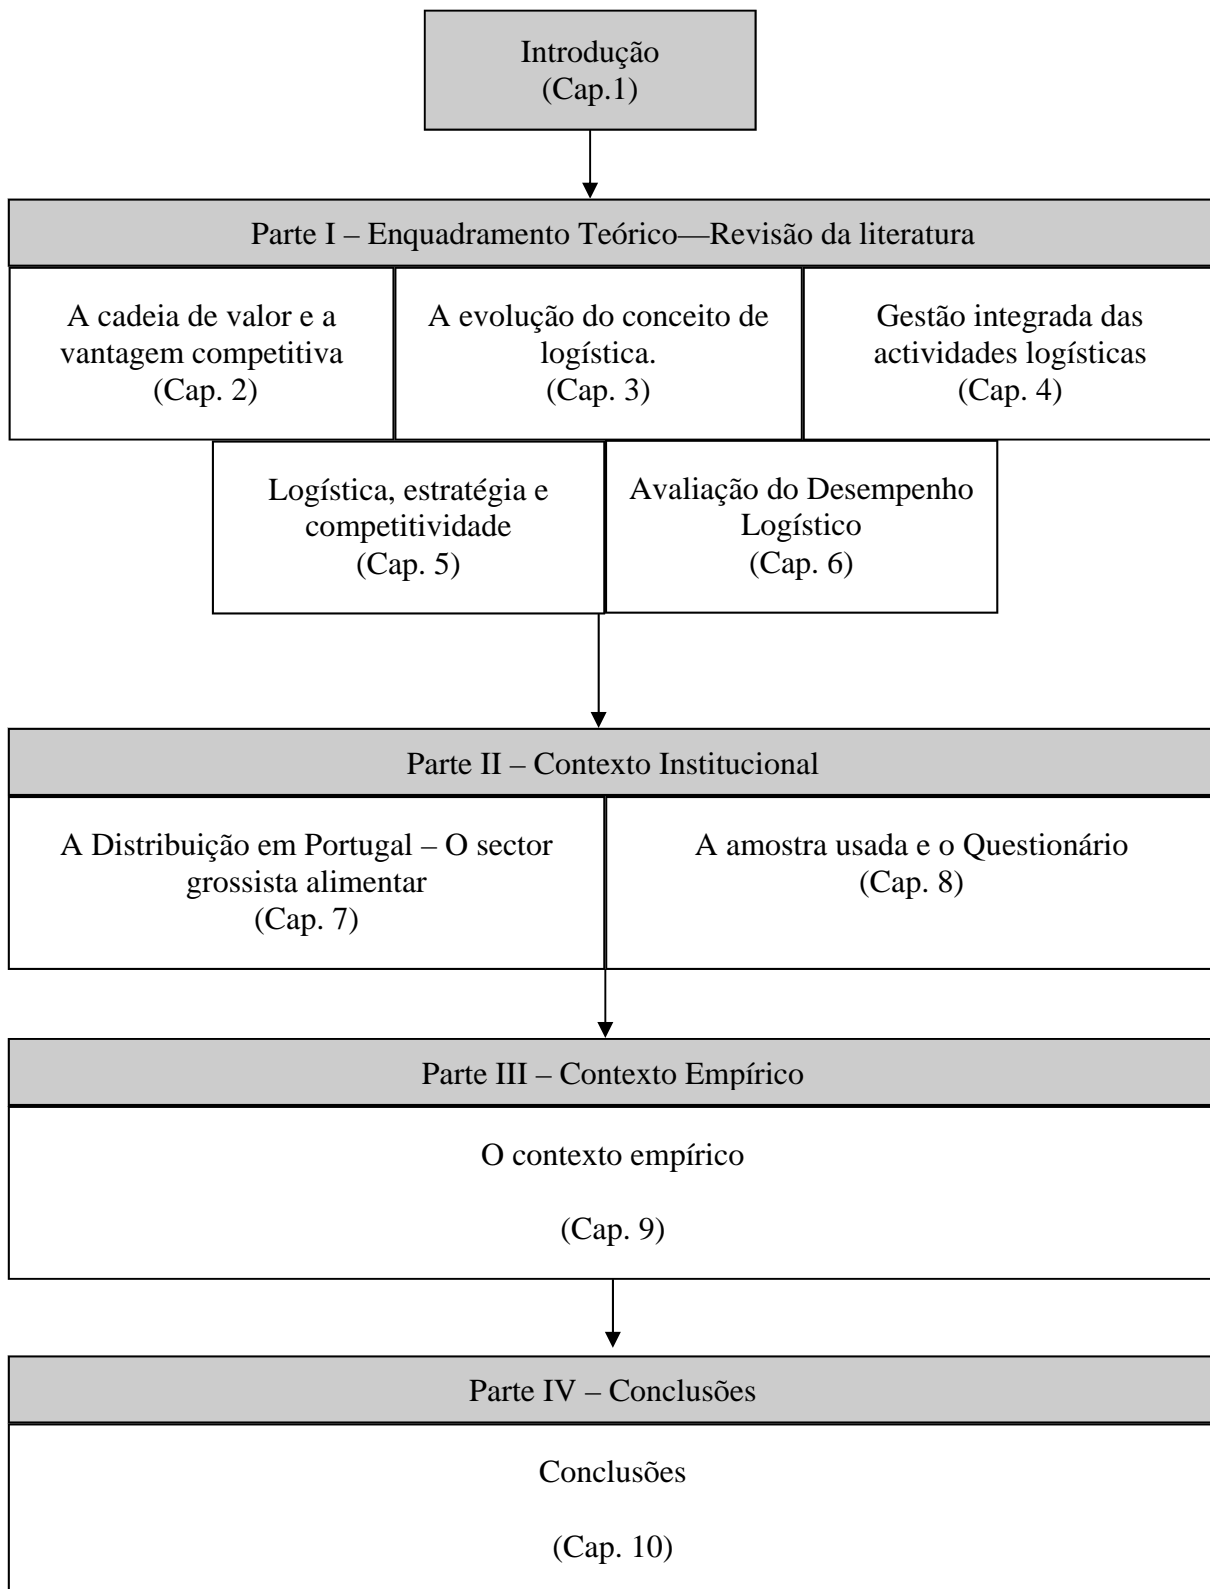 Introdução
(Cap.1)
Parte I – Enquadramento Teórico—Revisão da literatura
A cadeia de valor e a
vantagem competitiva
(Cap. 2)
A evolução do conceito de
logística.
(Cap. 3)
Gestão integrada das
actividades logísticas
(Cap. 4)
Logística, estratégia e
competitividade
(Cap. 5)
Avaliação do Desempenho
Logístico
(Cap. 6)
Parte II – Contexto Institucional
A Distribuição em Portugal – O sector
grossista alimentar
(Cap. 7)
A amostra usada e o Questionário
(Cap. 8)
Parte III – Contexto Empírico
O contexto empírico
(Cap. 9)
Parte IV – Conclusões
Conclusões
(Cap. 10)